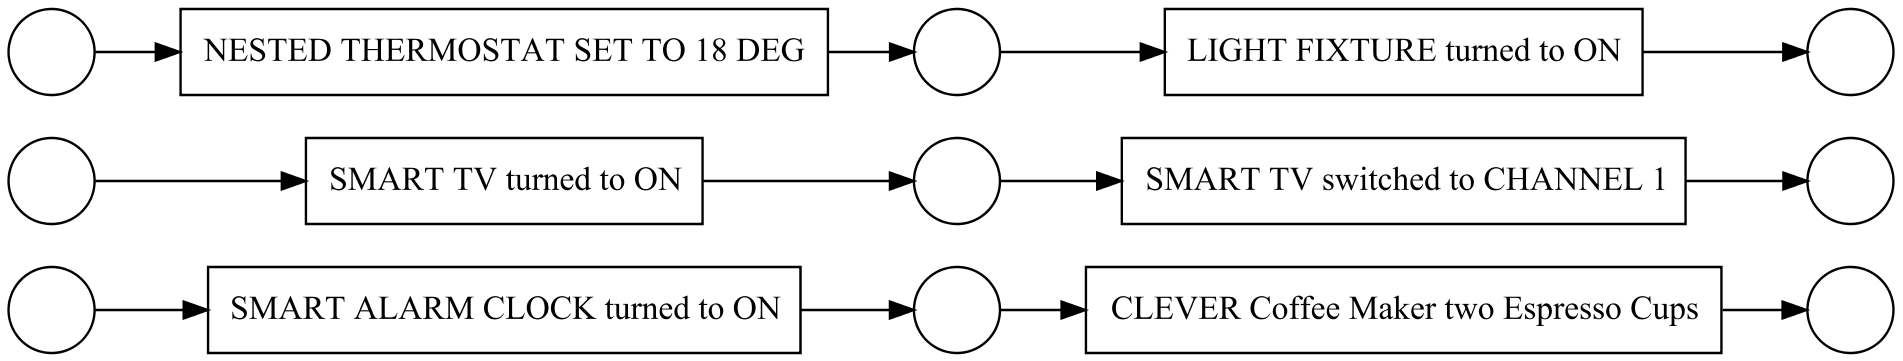 NESTED THERMOSTAT SET TO 18 DEG
LIGHT FIXTURE turned to ON
SMART TV turned to ON
SMART TV switched to CHANNEL 1
SMART ALARM CLOCK turned to ON
CLEVER Coffee Maker two Espresso Cups